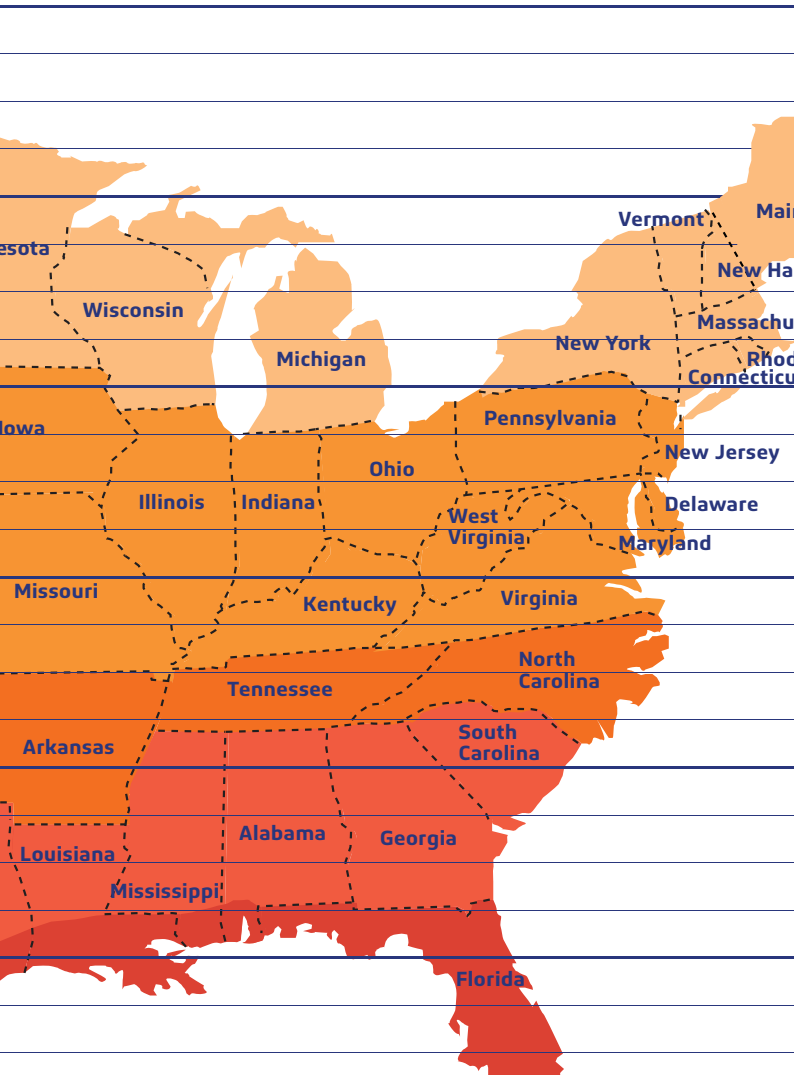 Vermont
Mai
esota
New Ha
Wisconsin
Massachu
New York
Michigan
Rhod
Connecticu
Pennsylvania
Iowa
New Jersey
Ohio
Illinois
Indiana
Delaware
West
Virginia
Maryland
Missouri
Virginia
Kentucky
North
Carolina
Tennessee
South
Carolina
Arkansas
Alabama
Georgia
Louisiana
Mississippi
Florida